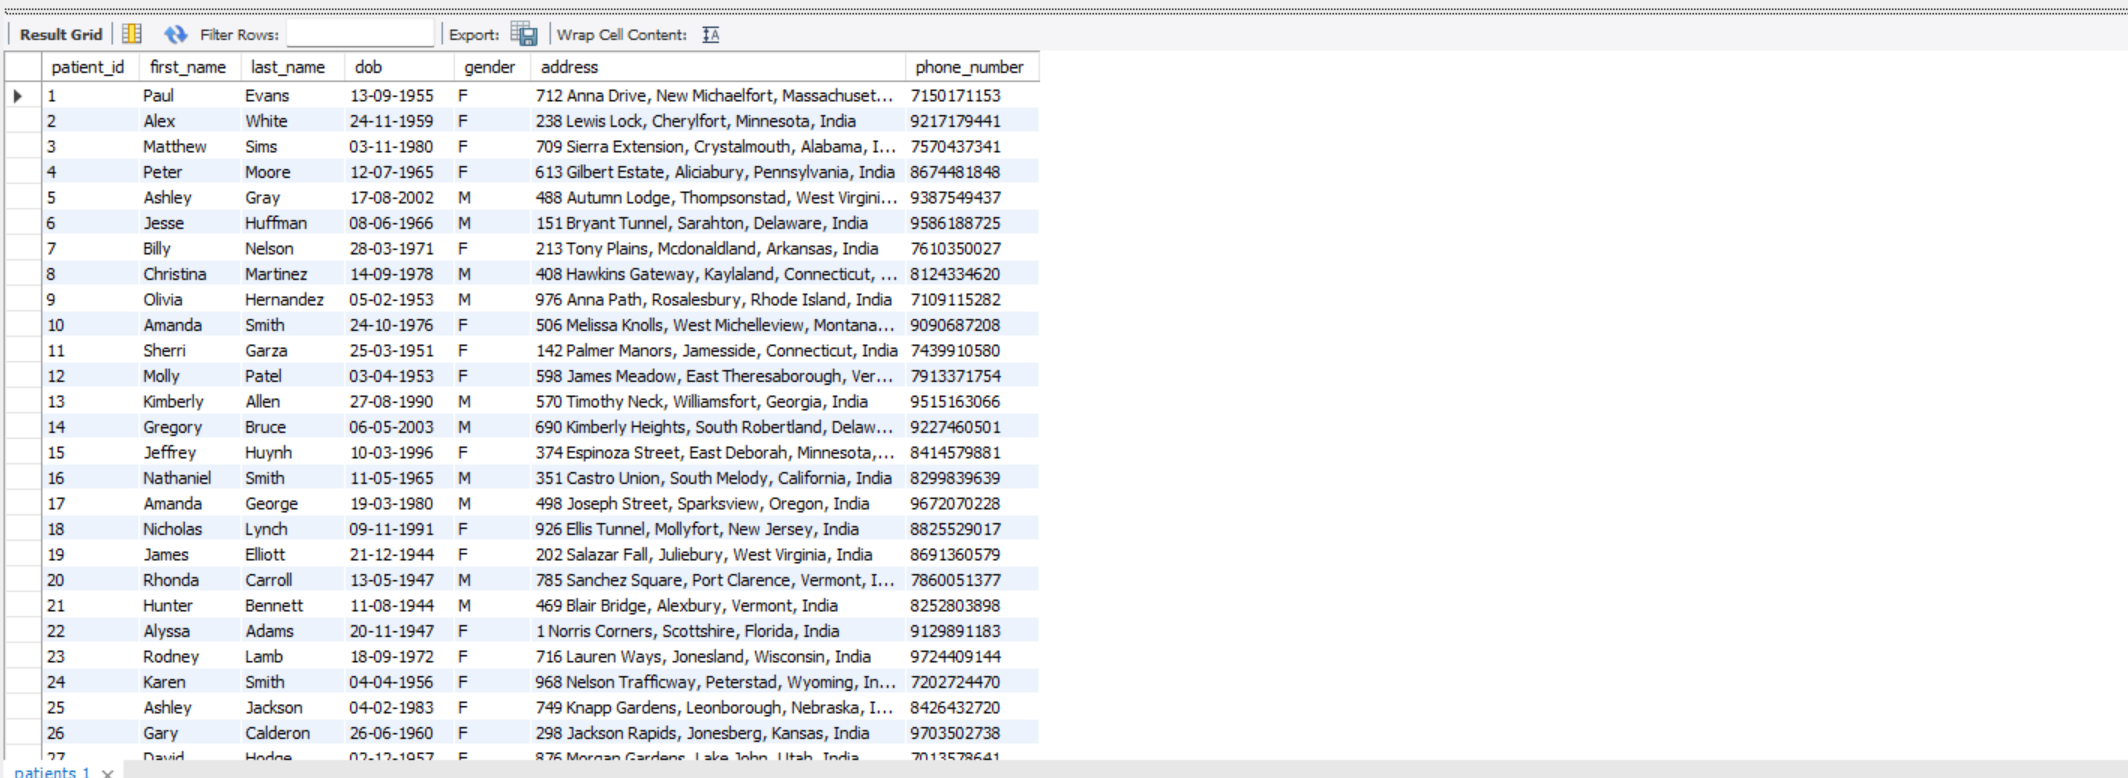 Result Grid Filter Rows: Export: Wrap Cell Content:
patient_id first_name last_name dob gender address phone_number
1 Paul Evans 13-09-1955 F 712 Anna Drive, New Michaelfort, Massachuset... 7150171153
2 Alex White 24-11-1959 F 238 Lewis Lock, Cherylfort, Minnesota, India 9217179441
3 Matthew Sims 03-11-1980 F 709 Sierra Extension, Crystalmouth, Alabama, I... 7570437341
4 Peter Moore 12-07-1965 F 613 Gilbert Estate, Aliciabury, Pennsylvania, India 8674481848
5 Ashley Gray 17-08-2002 M 488 Autumn Lodge, Thompsonstad, West Virgini... 9387549437
6 Jesse Huffman 08-06-1966 M 151 Bryant Tunnel, Sarahton, Delaware, India 9586188725
7 Billy Nelson 28-03-1971 F 213 Tony Plains, Mcdonaldland, Arkansas, India 7610350027
8 Christina Martinez 14-09-1978 M 408 Hawkins Gateway, Kaylaland, Connecticut, ... 8124334620
9 Olivia Hernandez 05-02-1953 M 976 Anna Path, Rosalesbury, Rhode Island, India 7109115282
10 Amanda Smith 24-10-1976 F 506 Melissa Knolls, West Michelleview, Montana... 9090687208
11 Sherri Garza 25-03-1951 F 142 Palmer Manors, Jamesside, Connecticut, India 7439910580
12 Molly Patel 03-04-1953 F 598 James Meadow, East Theresaborough, Ver... 7913371754
13 Kimberly Allen 27-08-1990 M 570 Timothy Neck, Williamsfort, Georgia, India 9515163066
14 Gregory Bruce 06-05-2003 M 690 Kimberly Heights, South Robertland, Delaw... 9227460501
15 Jeffrey Huynh 10-03-1996 F 374 Espinoza Street, East Deborah, Minnesota,... 8414579881
16 Nathaniel Smith 11-05-1965 M 351 Castro Union, South Melody, California, India 8299839639
17 Amanda George 19-03-1980 M 498 Joseph Street, Sparksview, Oregon, India 9672070228
18 Nicholas Lynch 09-11-1991 F 926 Ellis Tunnel, Mollyfort, New Jersey, India 8825529017
19 James Elliott 21-12-1944 F 202 Salazar Fall, Juliebury, West Virginia, India 8691360579
20 Rhonda Carroll 13-05-1947 M 785 Sanchez Square, Port Clarence, Vermont, I... 7860051377
21 Hunter Bennett 11-08-1944 M 469 Blair Bridge, Alexbury, Vermont, India 8252803898
22 Alyssa Adams 20-11-1947 F 1 Norris Corners, Scottshire, Florida, India 9129891183
23 Rodney Lamb 18-09-1972 F 716 Lauren Ways, Jonesland, Wisconsin, India 9724409144
24 Karen Smith 04-04-1956 F 968 Nelson Trafficway, Peterstad, Wyoming, In... 7202724470
25 Ashley Jackson 04-02-1983 F 749 Knapp Gardens, Leonborough, Nebraska, I... 8426432720
26 Gary Calderon 26-06-1960 F 298 Jackson Rapids, Jonesberg, Kansas, India 9703502738
27 David Hodge 02-12-1957 F 876 Morgan Gardens, Lake John, Utah, India 7013578641
patients 1